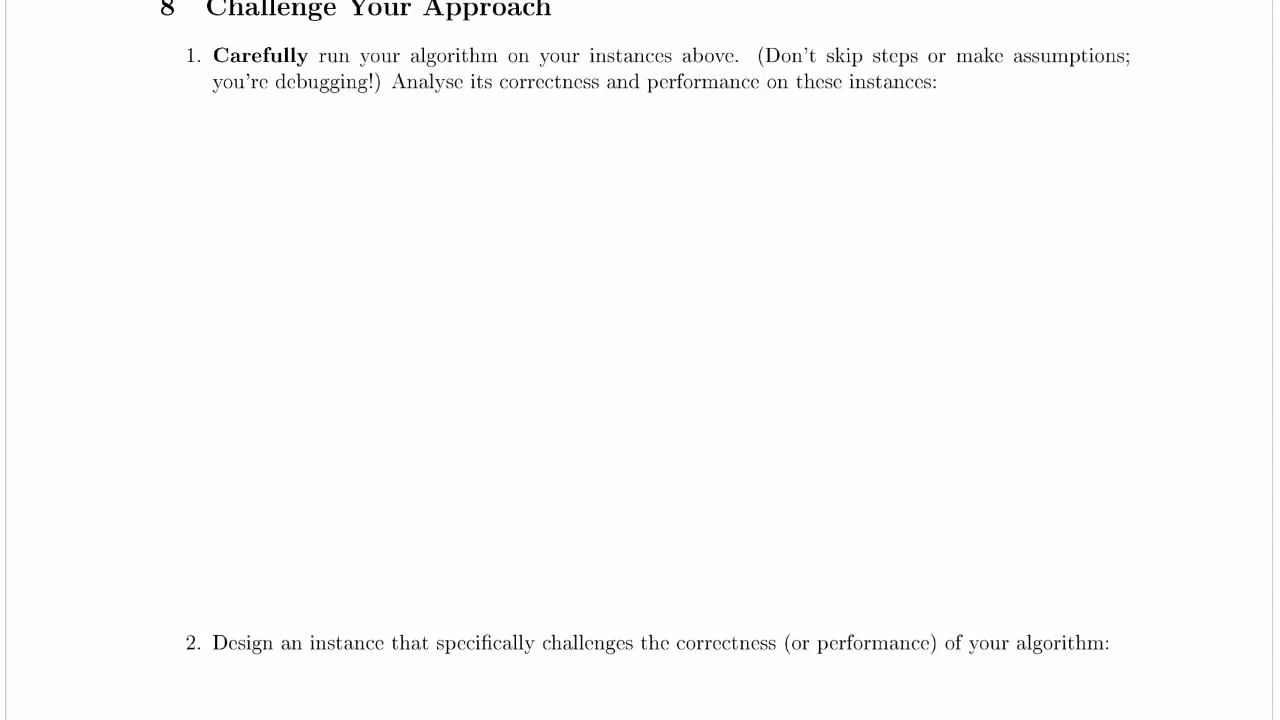 8 Challenge Your Approach
1. Carefully run your algorithm on your instances above. (Don't skip steps or make assumptions;
you're debugging!) Analyse its correctness and performance on these instances:
2. Design an instance that specifically challenges the correctness (or performance) of your algorithm: